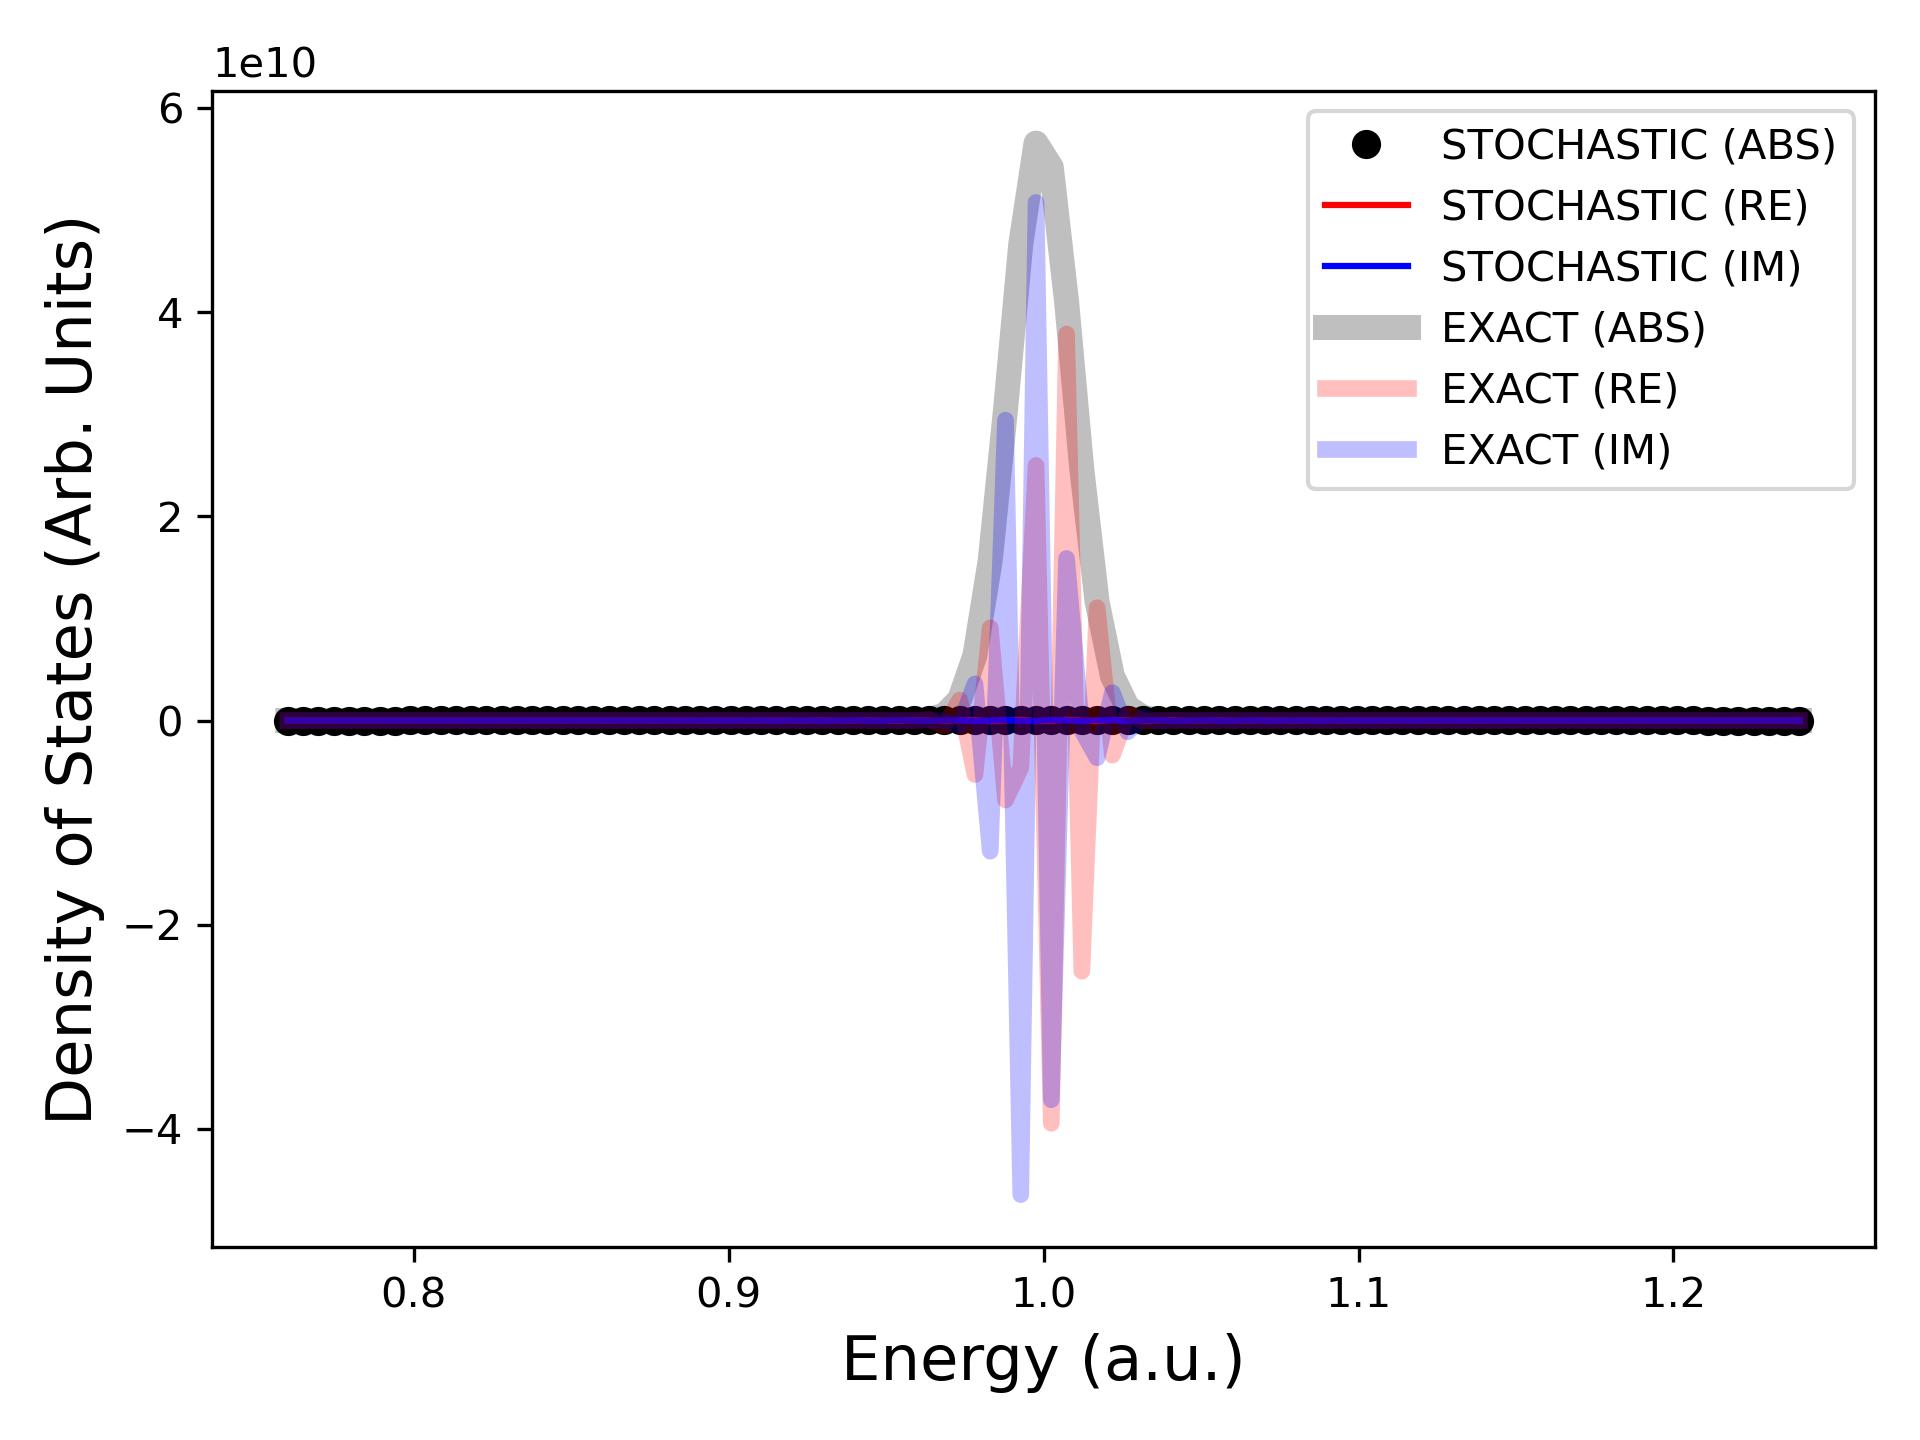 1e10
6
4
2
0
−2
−4
Density of States (Arb. Units)
STOCHASTIC (ABS)
STOCHASTIC (RE)
STOCHASTIC (IM)
EXACT (ABS)
EXACT (RE)
EXACT (IM)
0.8 0.9 1.0 1.1 1.2
Energy (a.u.)